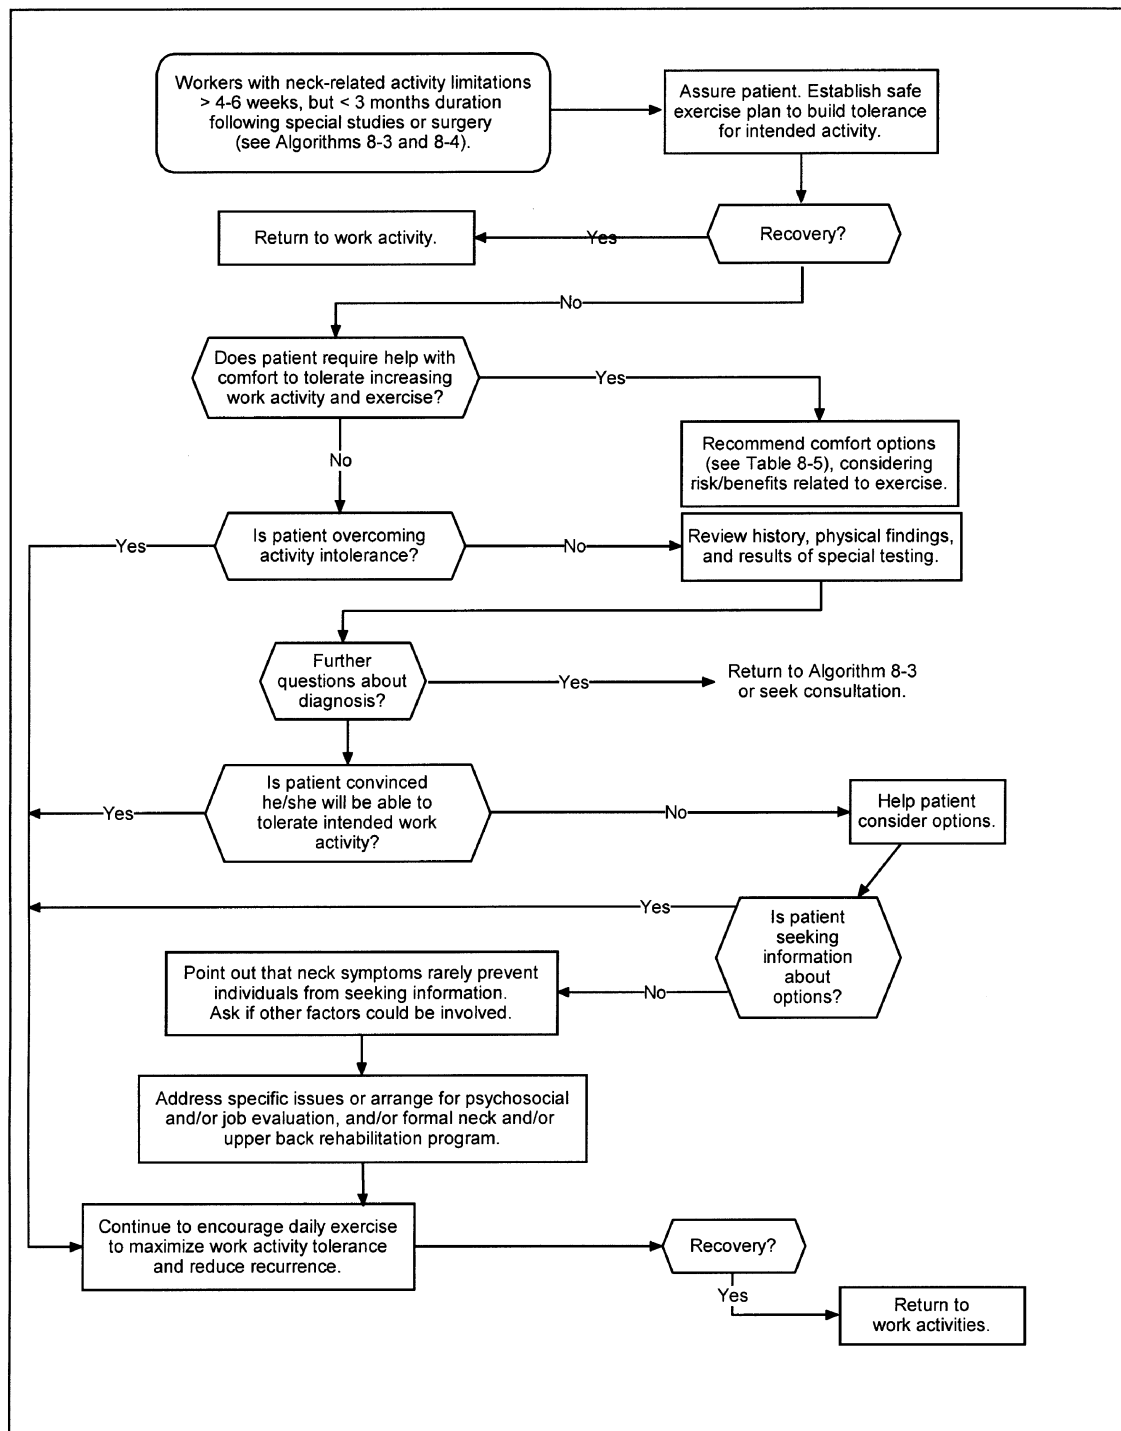 Workers with neck-related activity limitations
> 4-6 weeks, but < 3 months duration
following special studies or surgery
(see Algorithms 8-3 and 8-4).
Assure patient. Establish safe
exercise plan to build tolerance
for intended activity.
Return to work activity.
Yes
Recovery?
No
Does patient require help with
comfort to tolerate increasing
work activity and exercise?
Yes
No
Recommend comfort options
(see Table 8-5), considering
risk/benefits related to exercise.
Yes
Is patient overcoming
activity intolerance?
No
Review history, physical findings,
and results of special testing.
Further
questions about
diagnosis?
Yes
Return to Algorithm 8-3
or seek consultation.
Yes
Is patient convinced
he/she will be able to
tolerate intended work
activity?
No
Help patient
consider options.
Yes
Is patient
seeking
information
about
options?
No
Point out that neck symptoms rarely prevent
individuals from seeking information.
Ask if other factors could be involved.
Address specific issues or arrange for psychosocial
and/or job evaluation, and/or formal neck and/or
upper back rehabilitation program.
Continue to encourage daily exercise
to maximize work activity tolerance
and reduce recurrence.
Recovery?
Yes
Return to
work activities.